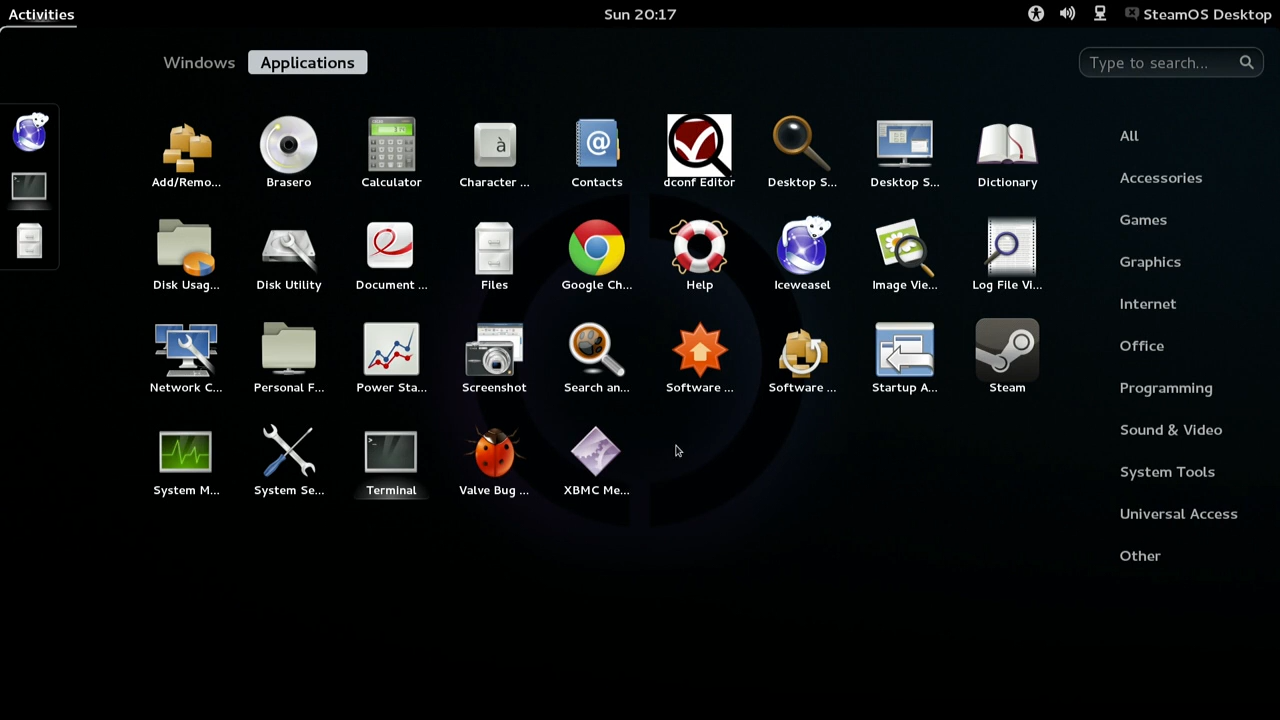 Activities
Sun 20:17
SteamOS Desktop
Windows
Applications
Type to search...
Add/Remo...
Brasero
Calculator
Character ...
Contacts
dconf Editor
Desktop S...
Desktop S...
Dictionary
Disk Usag...
Disk Utility
Document ...
Files
Google Ch...
Help
Iceweasel
Image Vie...
Log File Vi...
Network C...
Personal F...
Power Sta...
Screenshot
Search an...
Software ...
Software ...
Startup A...
Steam
System M...
System Se...
Terminal
Valve Bug ...
XBMC Me...
All
Accessories
Games
Graphics
Internet
Office
Programming
Sound & Video
System Tools
Universal Access
Other